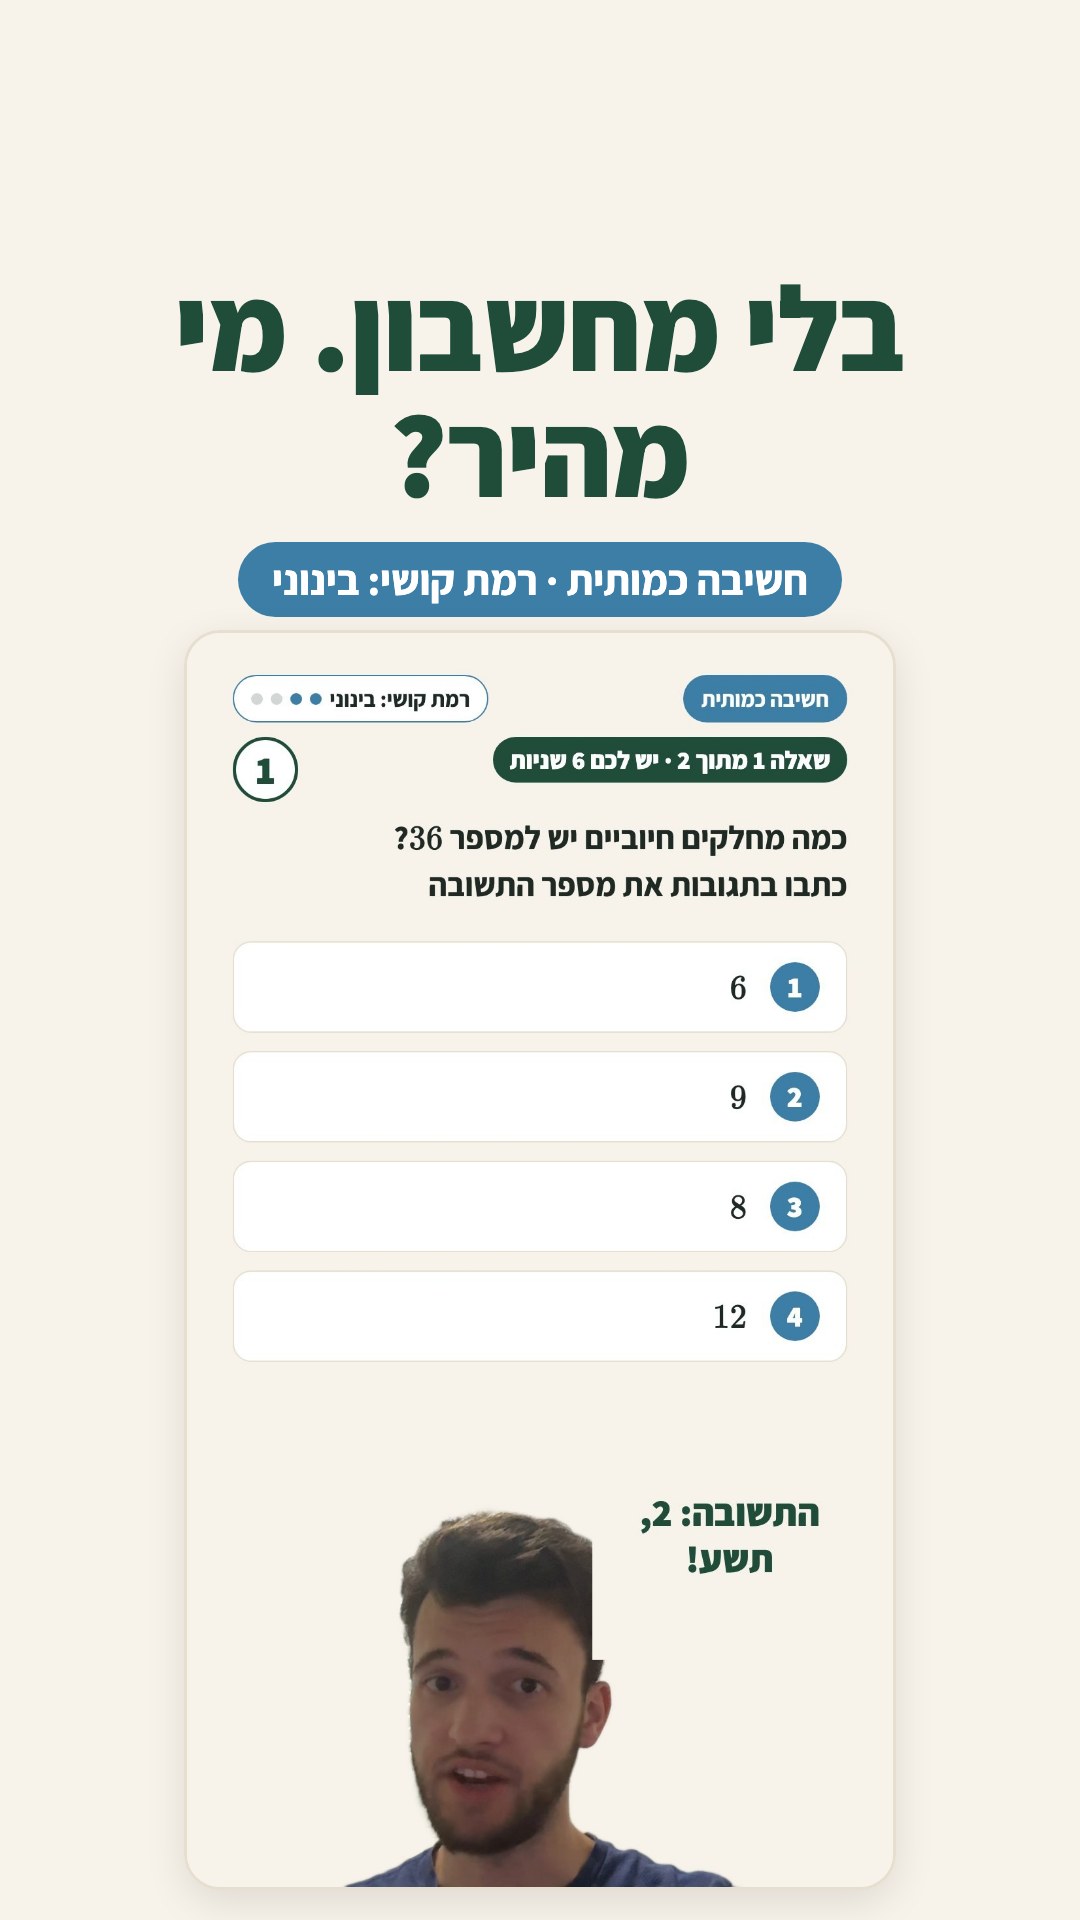 בלי מחשבון. מי
מהיר?
חשיבה כמותית · רמת קושי: בינוני
חשיבה כמותית
רמת קושי: בינוני
שאלה 1 מתוך 2 · יש לכם 6 שניות
1
כמה מחלקים חיוביים יש למספר 36?
כתבו בתגובות את מספר התשובה
1 6
2 9
3 8
4 12
התשובה: 2,
תשע!